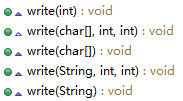 write(int) : void
write(char[], int, int) : void
write(char[]) : void
write(String, int, int) : void
write(String) : void